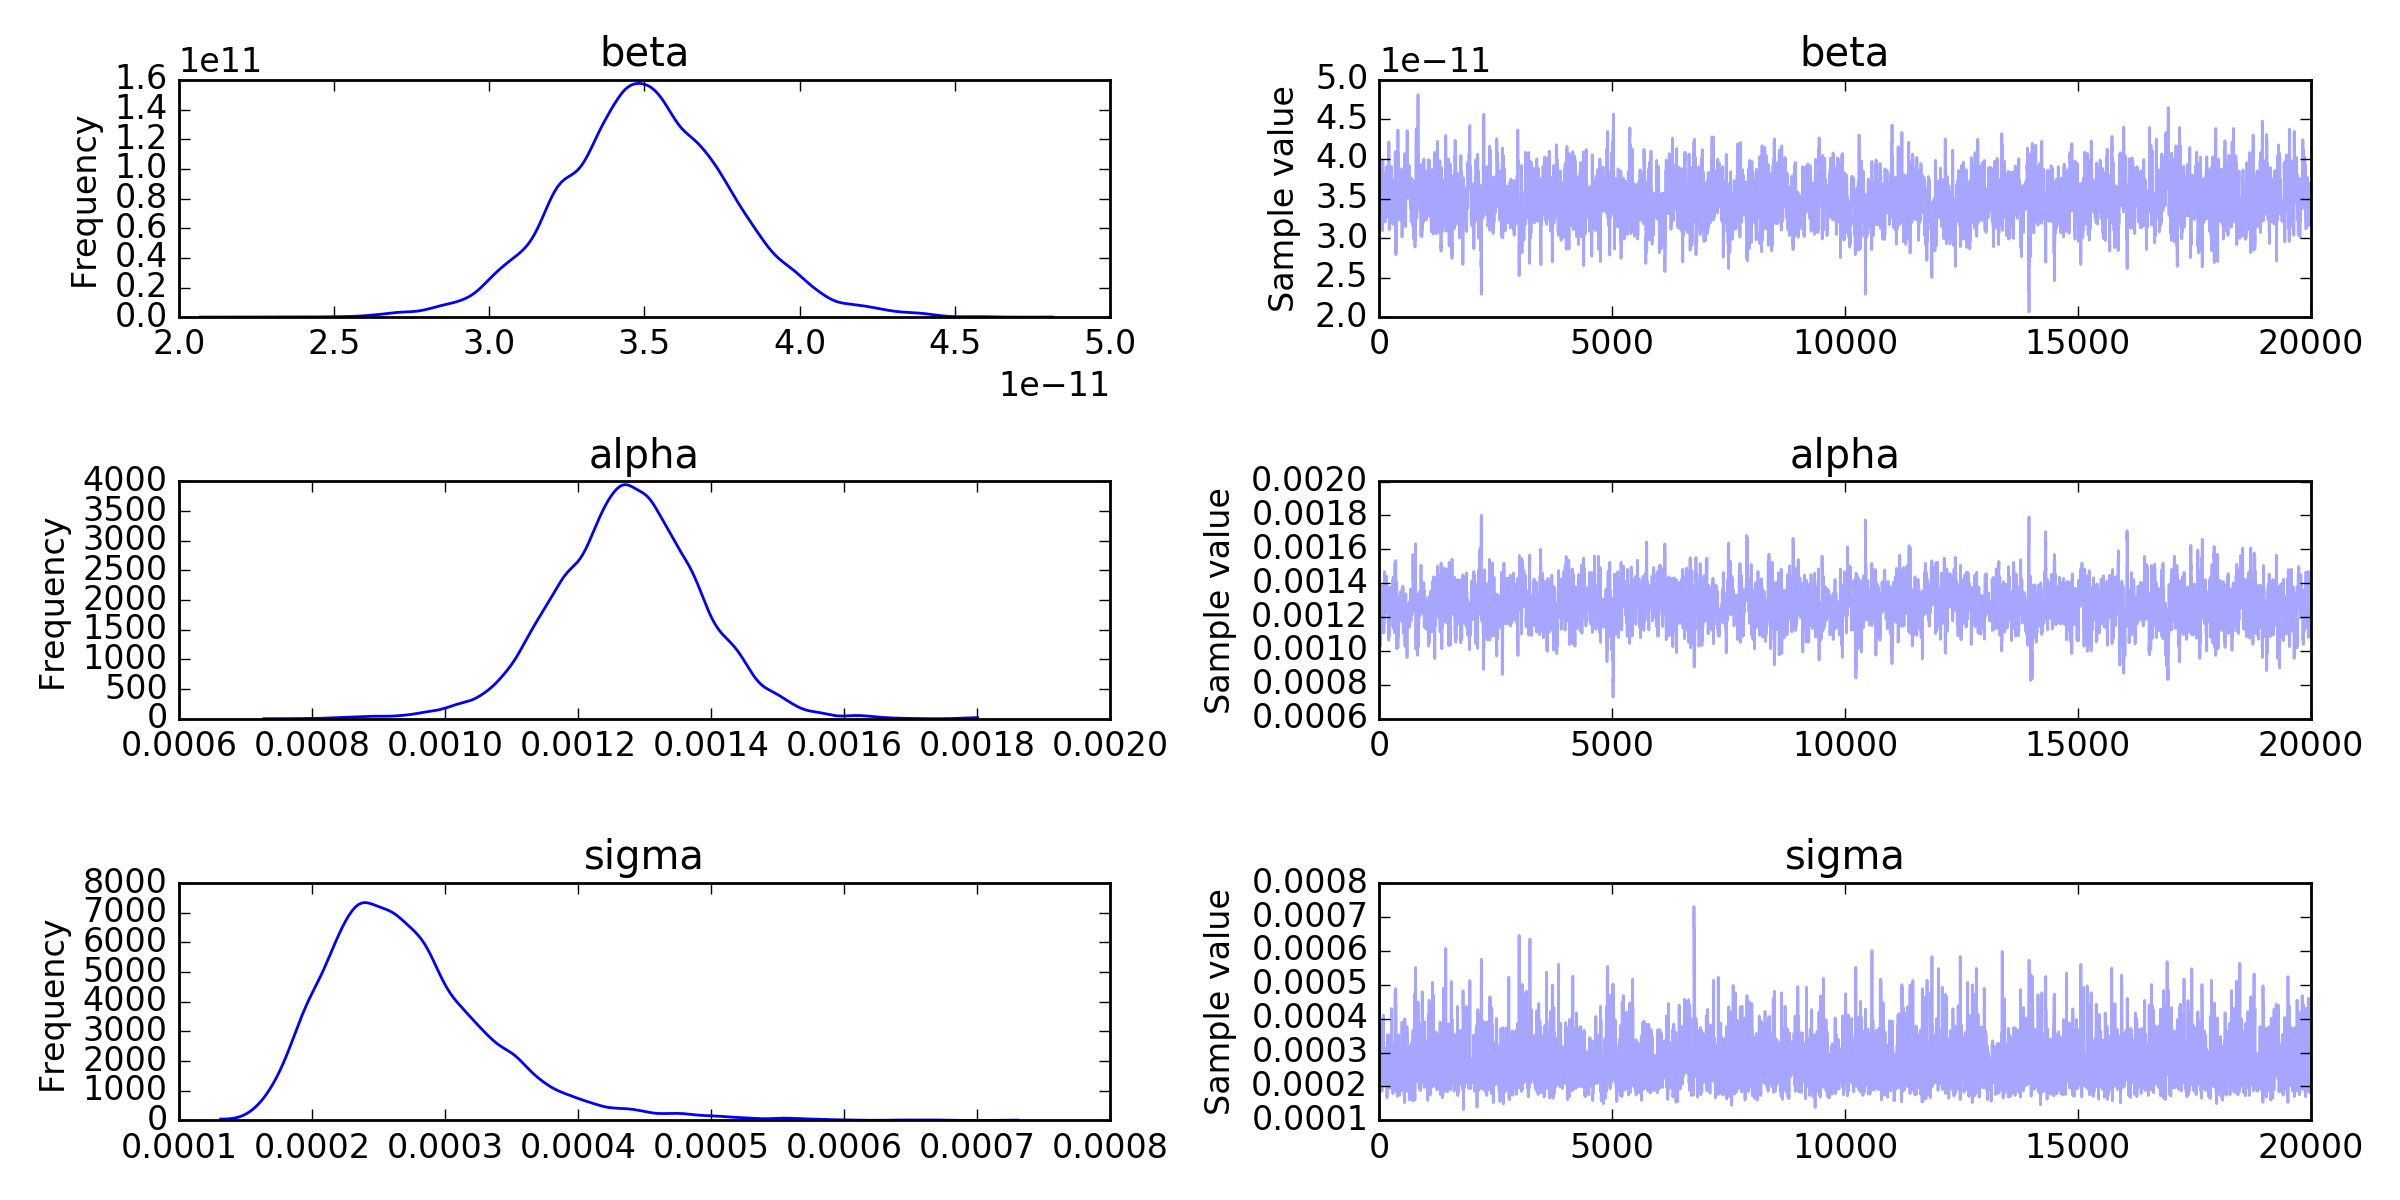 beta
1e11
1.6
1.4
1.2
1.0
0.8
0.6
0.4
0.2
0.0
Frequency
2.0 2.5 3.0 3.5 4.0 4.5 5.0
1e−11
beta
1e−11
5.0
4.5
4.0
3.5
3.0
2.5
2.0
Sample value
0 5000 10000 15000 20000
alpha
4000
3500
3000
2500
2000
1500
1000
500
0
Frequency
0.0006 0.0008 0.0010 0.0012 0.0014 0.0016 0.0018 0.0020
alpha
0.0020
0.0018
0.0016
0.0014
0.0012
0.0010
0.0008
0.0006
Sample value
0 5000 10000 15000 20000
sigma
8000
7000
6000
5000
4000
3000
2000
1000
0
Frequency
0.0001 0.0002 0.0003 0.0004 0.0005 0.0006 0.0007 0.0008
sigma
0.0008
0.0007
0.0006
0.0005
0.0004
0.0003
0.0002
0.0001
Sample value
0 5000 10000 15000 20000